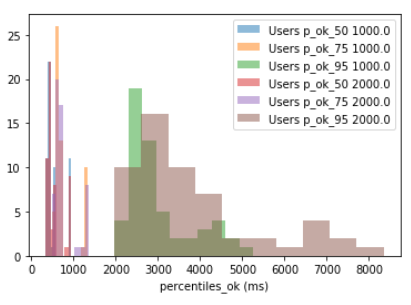 25
20
15
10
5
0
Users p_ok_50 1000.0
Users p_ok_75 1000.0
Users p_ok_95 1000.0
Users p_ok_50 2000.0
Users p_ok_75 2000.0
Users p_ok_95 2000.0
0 1000 2000 3000 4000 5000 6000 7000 8000
percentiles_ok (ms)